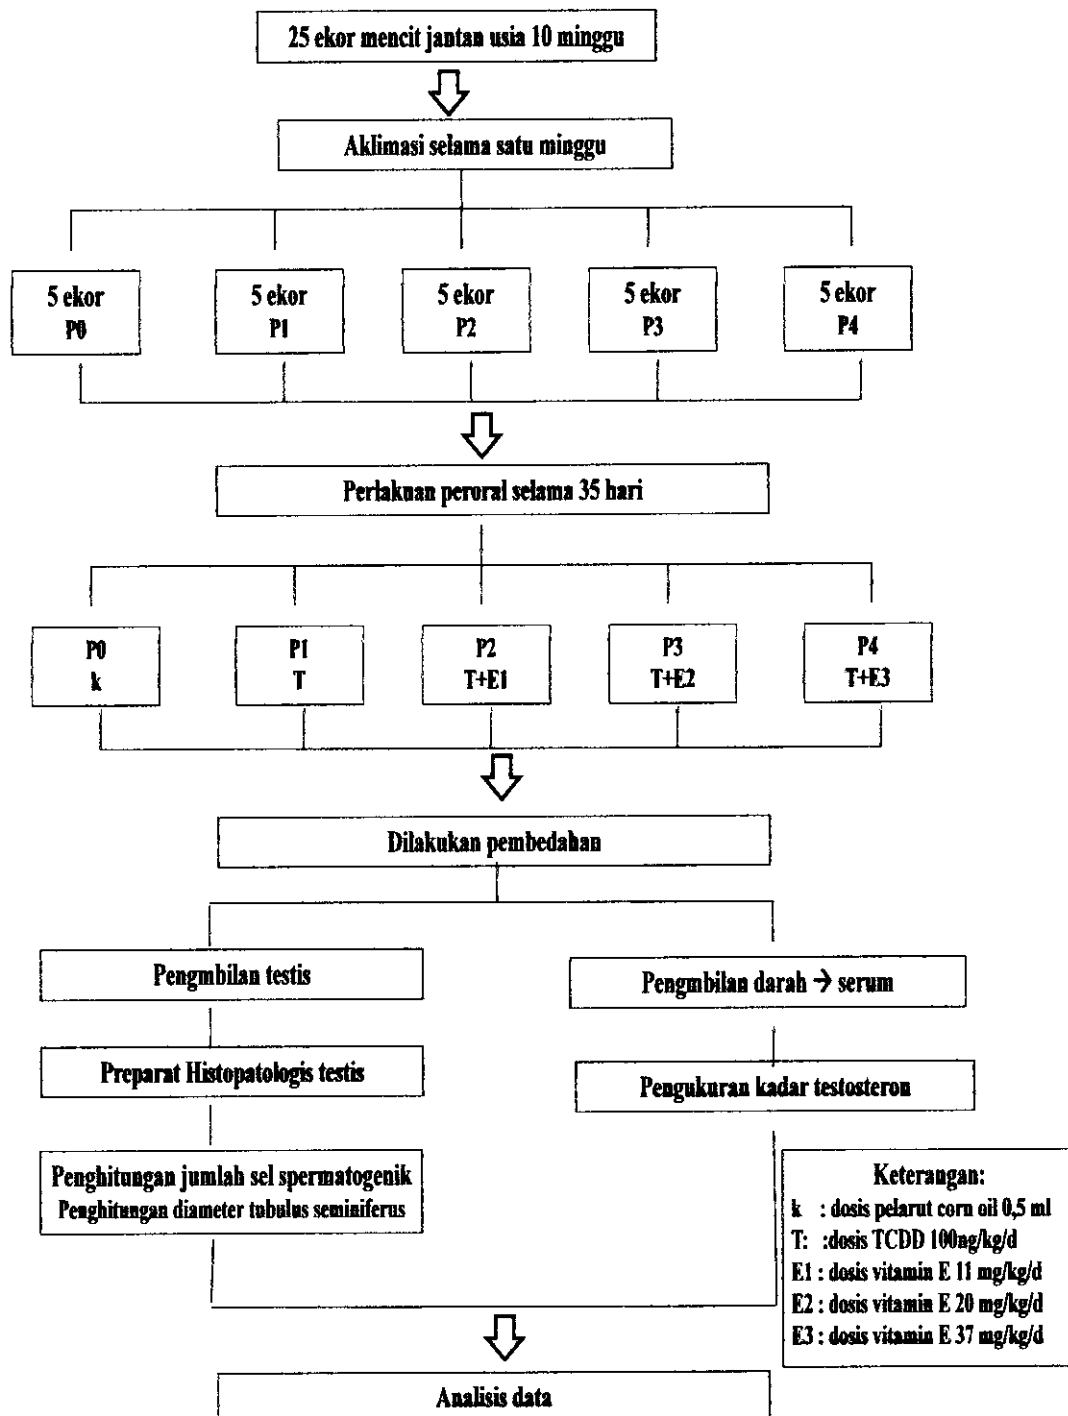 25 ekor mencit jantan usia 10 minggu
Aklimasi selama satu minggu
5 ekor
P0
5 ekor
P1
5 ekor
P2
5 ekor
P3
5 ekor
P4
Perlakuan peroral selama 35 hari
P0
k
P1
T
P2
T+E1
P3
T+E2
P4
T+E3
Dilakukan pembedahan
Pengmbilan testis
Preparat Histopatologis testis
Penghitungan jumlah sel spermatogenik
Penghitungan diameter tubulus seminiferus
Pengmbilan darah → serum
Pengukuran kadar testosteron
Keterangan:
k : dosis pelarut corn oil 0,5 ml
T: :dosis TCDD 100ng/kg/d
E1 : dosis vitamin E 11 mg/kg/d
E2 : dosis vitamin E 20 mg/kg/d
E3 : dosis vitamin E 37 mg/kg/d
Analisis data